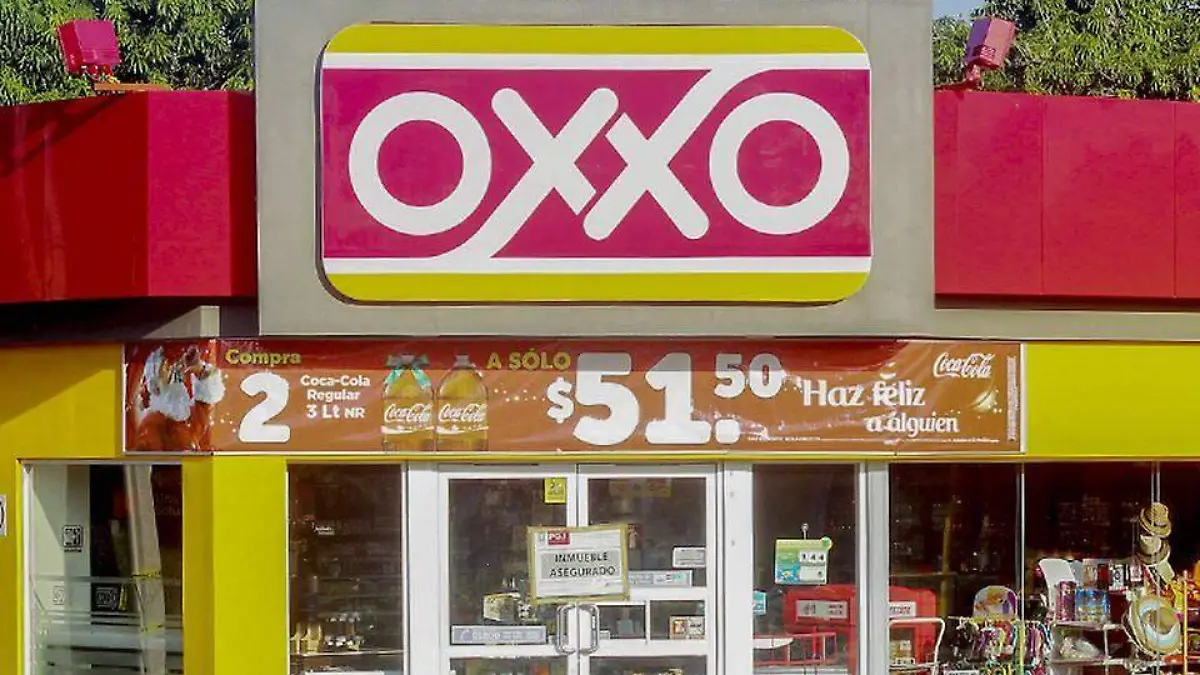 OXXO
Compra
2
Coca-Cola
Regular
3 Lt NR
Coca-Cola
Coca-Cola
A SÓLO
$51.50
Haz feliz
a alguien
Coca-Cola
PGJ
INMUEBLE
ASEGURADO